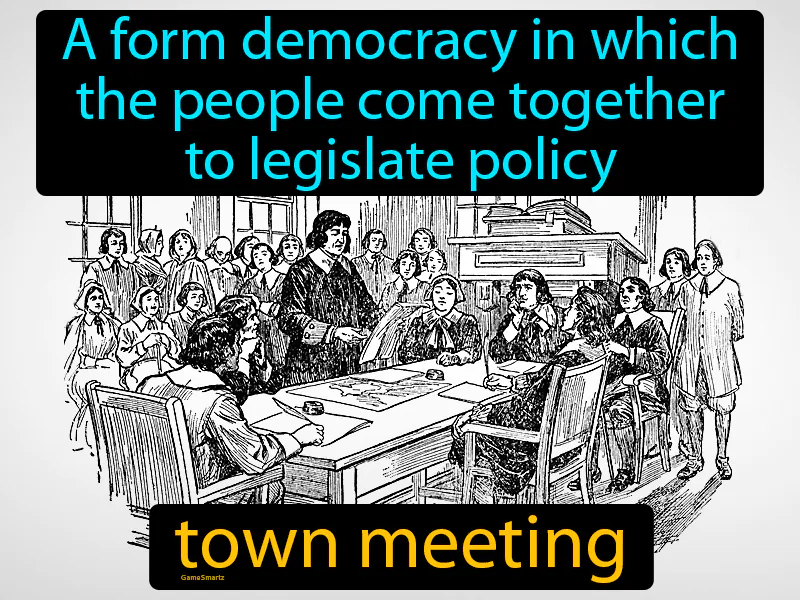 A form democracy in which
the people come together
to legislate policy
town meeting
GameSmartz